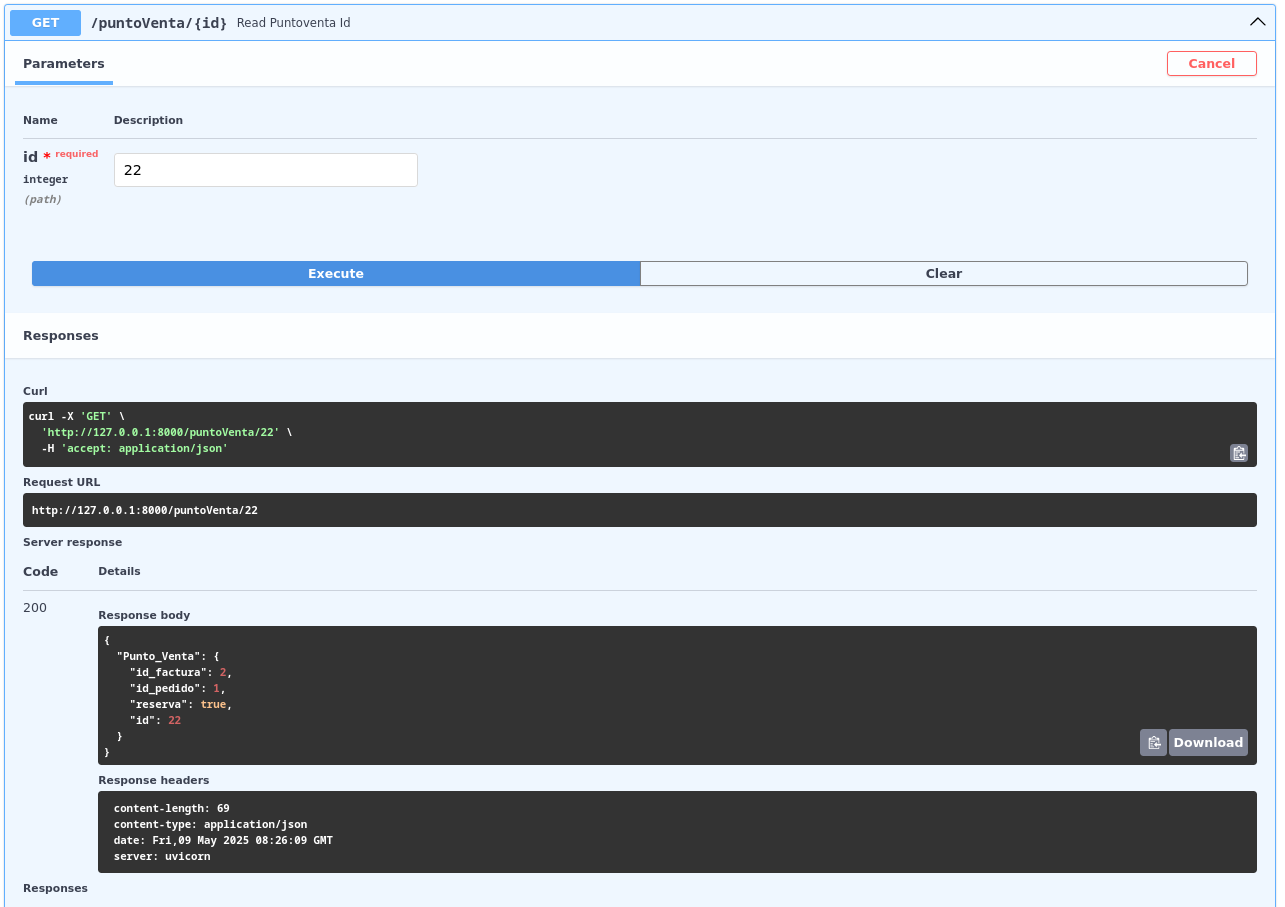 GET /puntoVenta/{id} Read Puntoventa Id
Parameters Cancel
Name Description
id * required
integer
(path)
22
Execute Clear
Responses
Curl
curl -X 'GET' \
  'http://127.0.0.1:8000/puntoVenta/22' \
  -H 'accept: application/json'
Request URL
http://127.0.0.1:8000/puntoVenta/22
Server response
Code Details
200
Response body
{
  "Punto_Venta": {
    "id_factura": 2,
    "id_pedido": 1,
    "reserva": true,
    "id": 22
  }
}
Download
Response headers
content-length: 69
content-type: application/json
date: Fri,09 May 2025 08:26:09 GMT
server: uvicorn
Responses